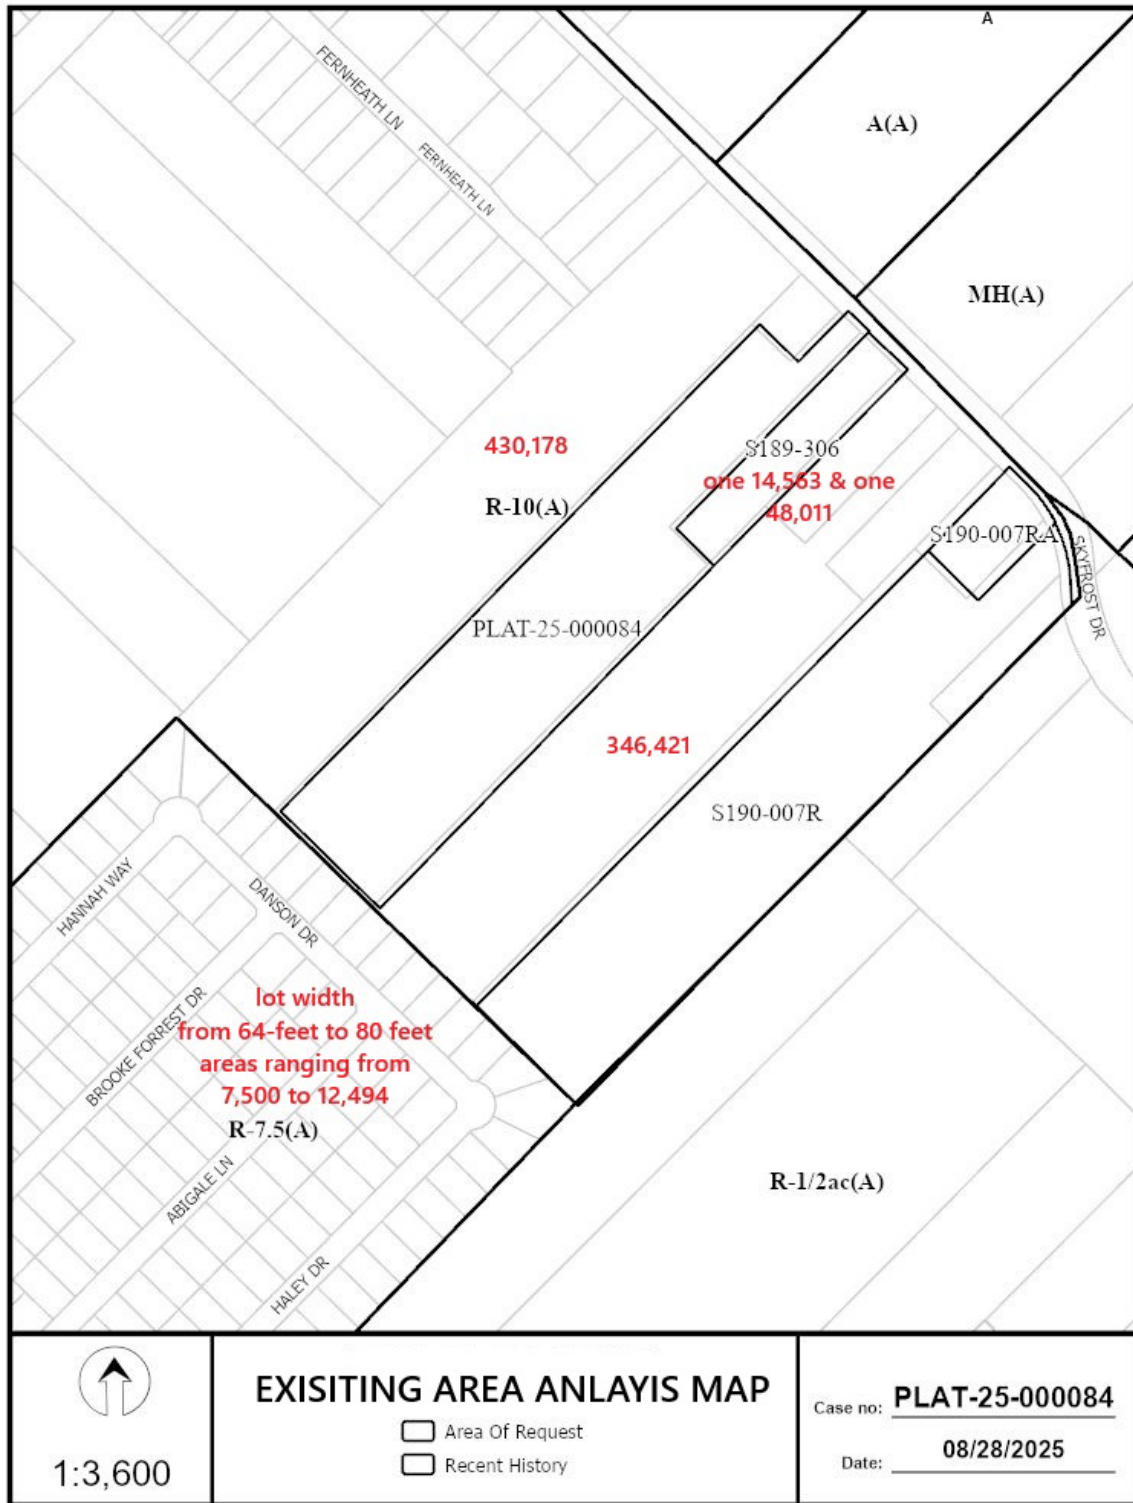 A
FERNHEATH LN
FERNHEATH LN
A(A)
MH(A)
430,178
R-10(A)
S189-306
one 14,563 & one
48,011
S190-007RA
SKYFROST DR
PLAT-25-000084
346,421
S190-007R
HANNAH WAY
DANSON DR
BROOKE FORREST DR
lot width
from 64-feet to 80 feet
areas ranging from
7,500 to 12,494
R-7.5(A)
ABIGALE LN
HALEY DR
R-1/2ac(A)
1:3,600
EXISITING AREA ANLAYIS MAP
Area Of Request
Recent History
Case no: PLAT-25-000084
Date: 08/28/2025